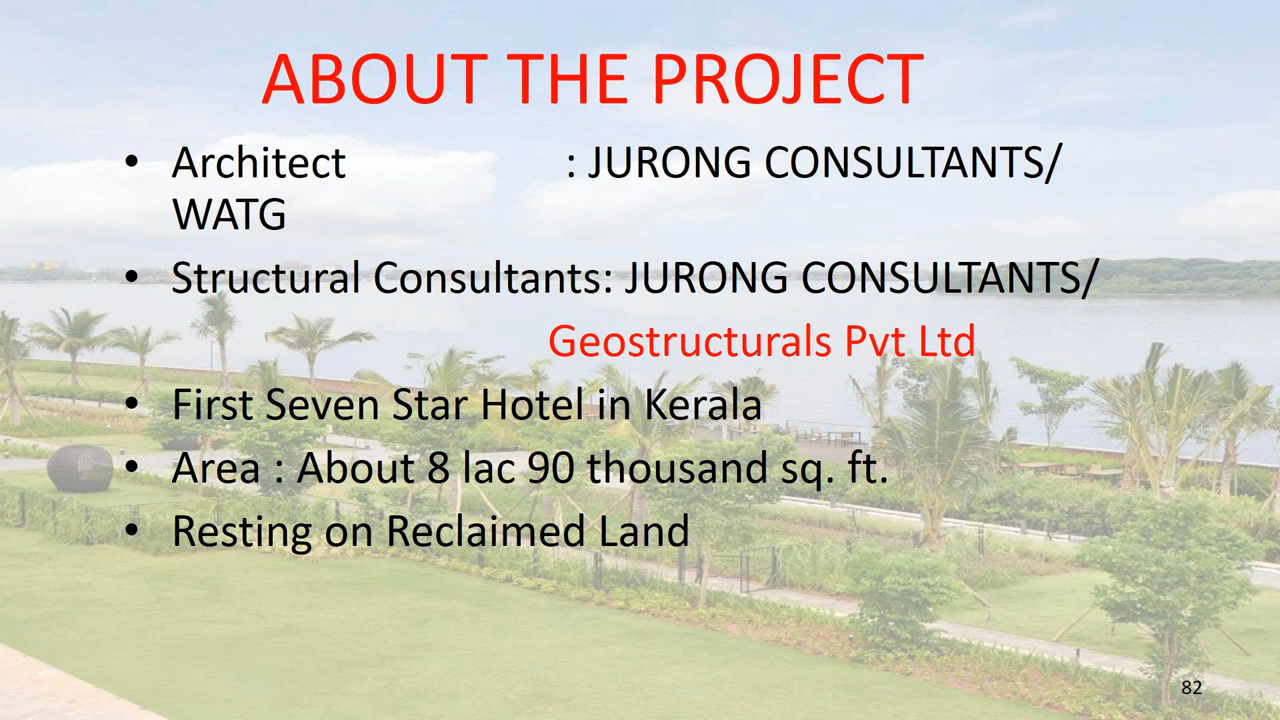 ABOUT THE PROJECT
• Architect : JURONG CONSULTANTS/
WATG
• Structural Consultants: JURONG CONSULTANTS/
Geostructurals Pvt Ltd
• First Seven Star Hotel in Kerala
• Area : About 8 lac 90 thousand sq. ft.
• Resting on Reclaimed Land
82